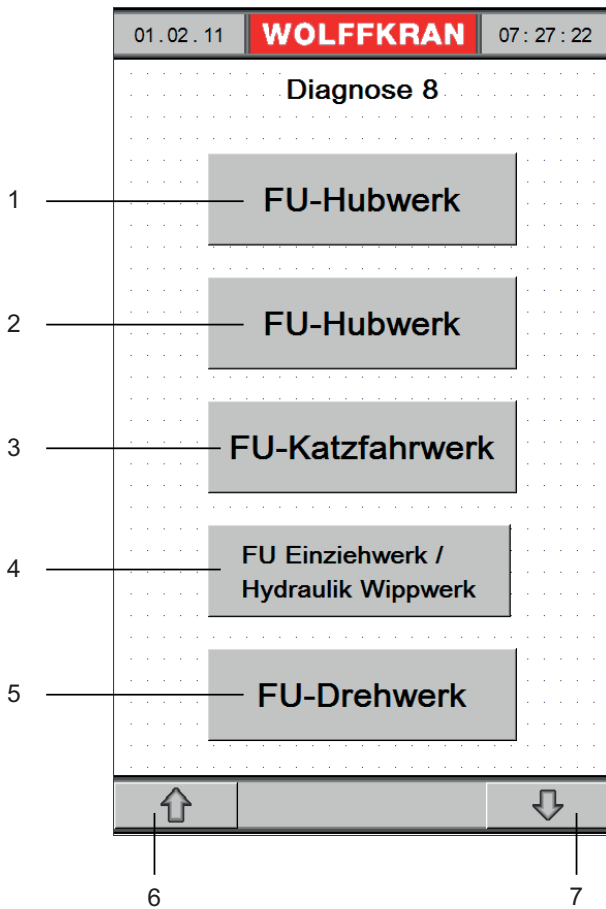 01.02.11 WOLFFKRAN 07:27:22
Diagnose 8
1 FU-Hubwerk
2 FU-Hubwerk
3 FU-Katzfahrwerk
4 FU Einziehwerk /
Hydraulik Wippwerk
5 FU-Drehwerk
6 7